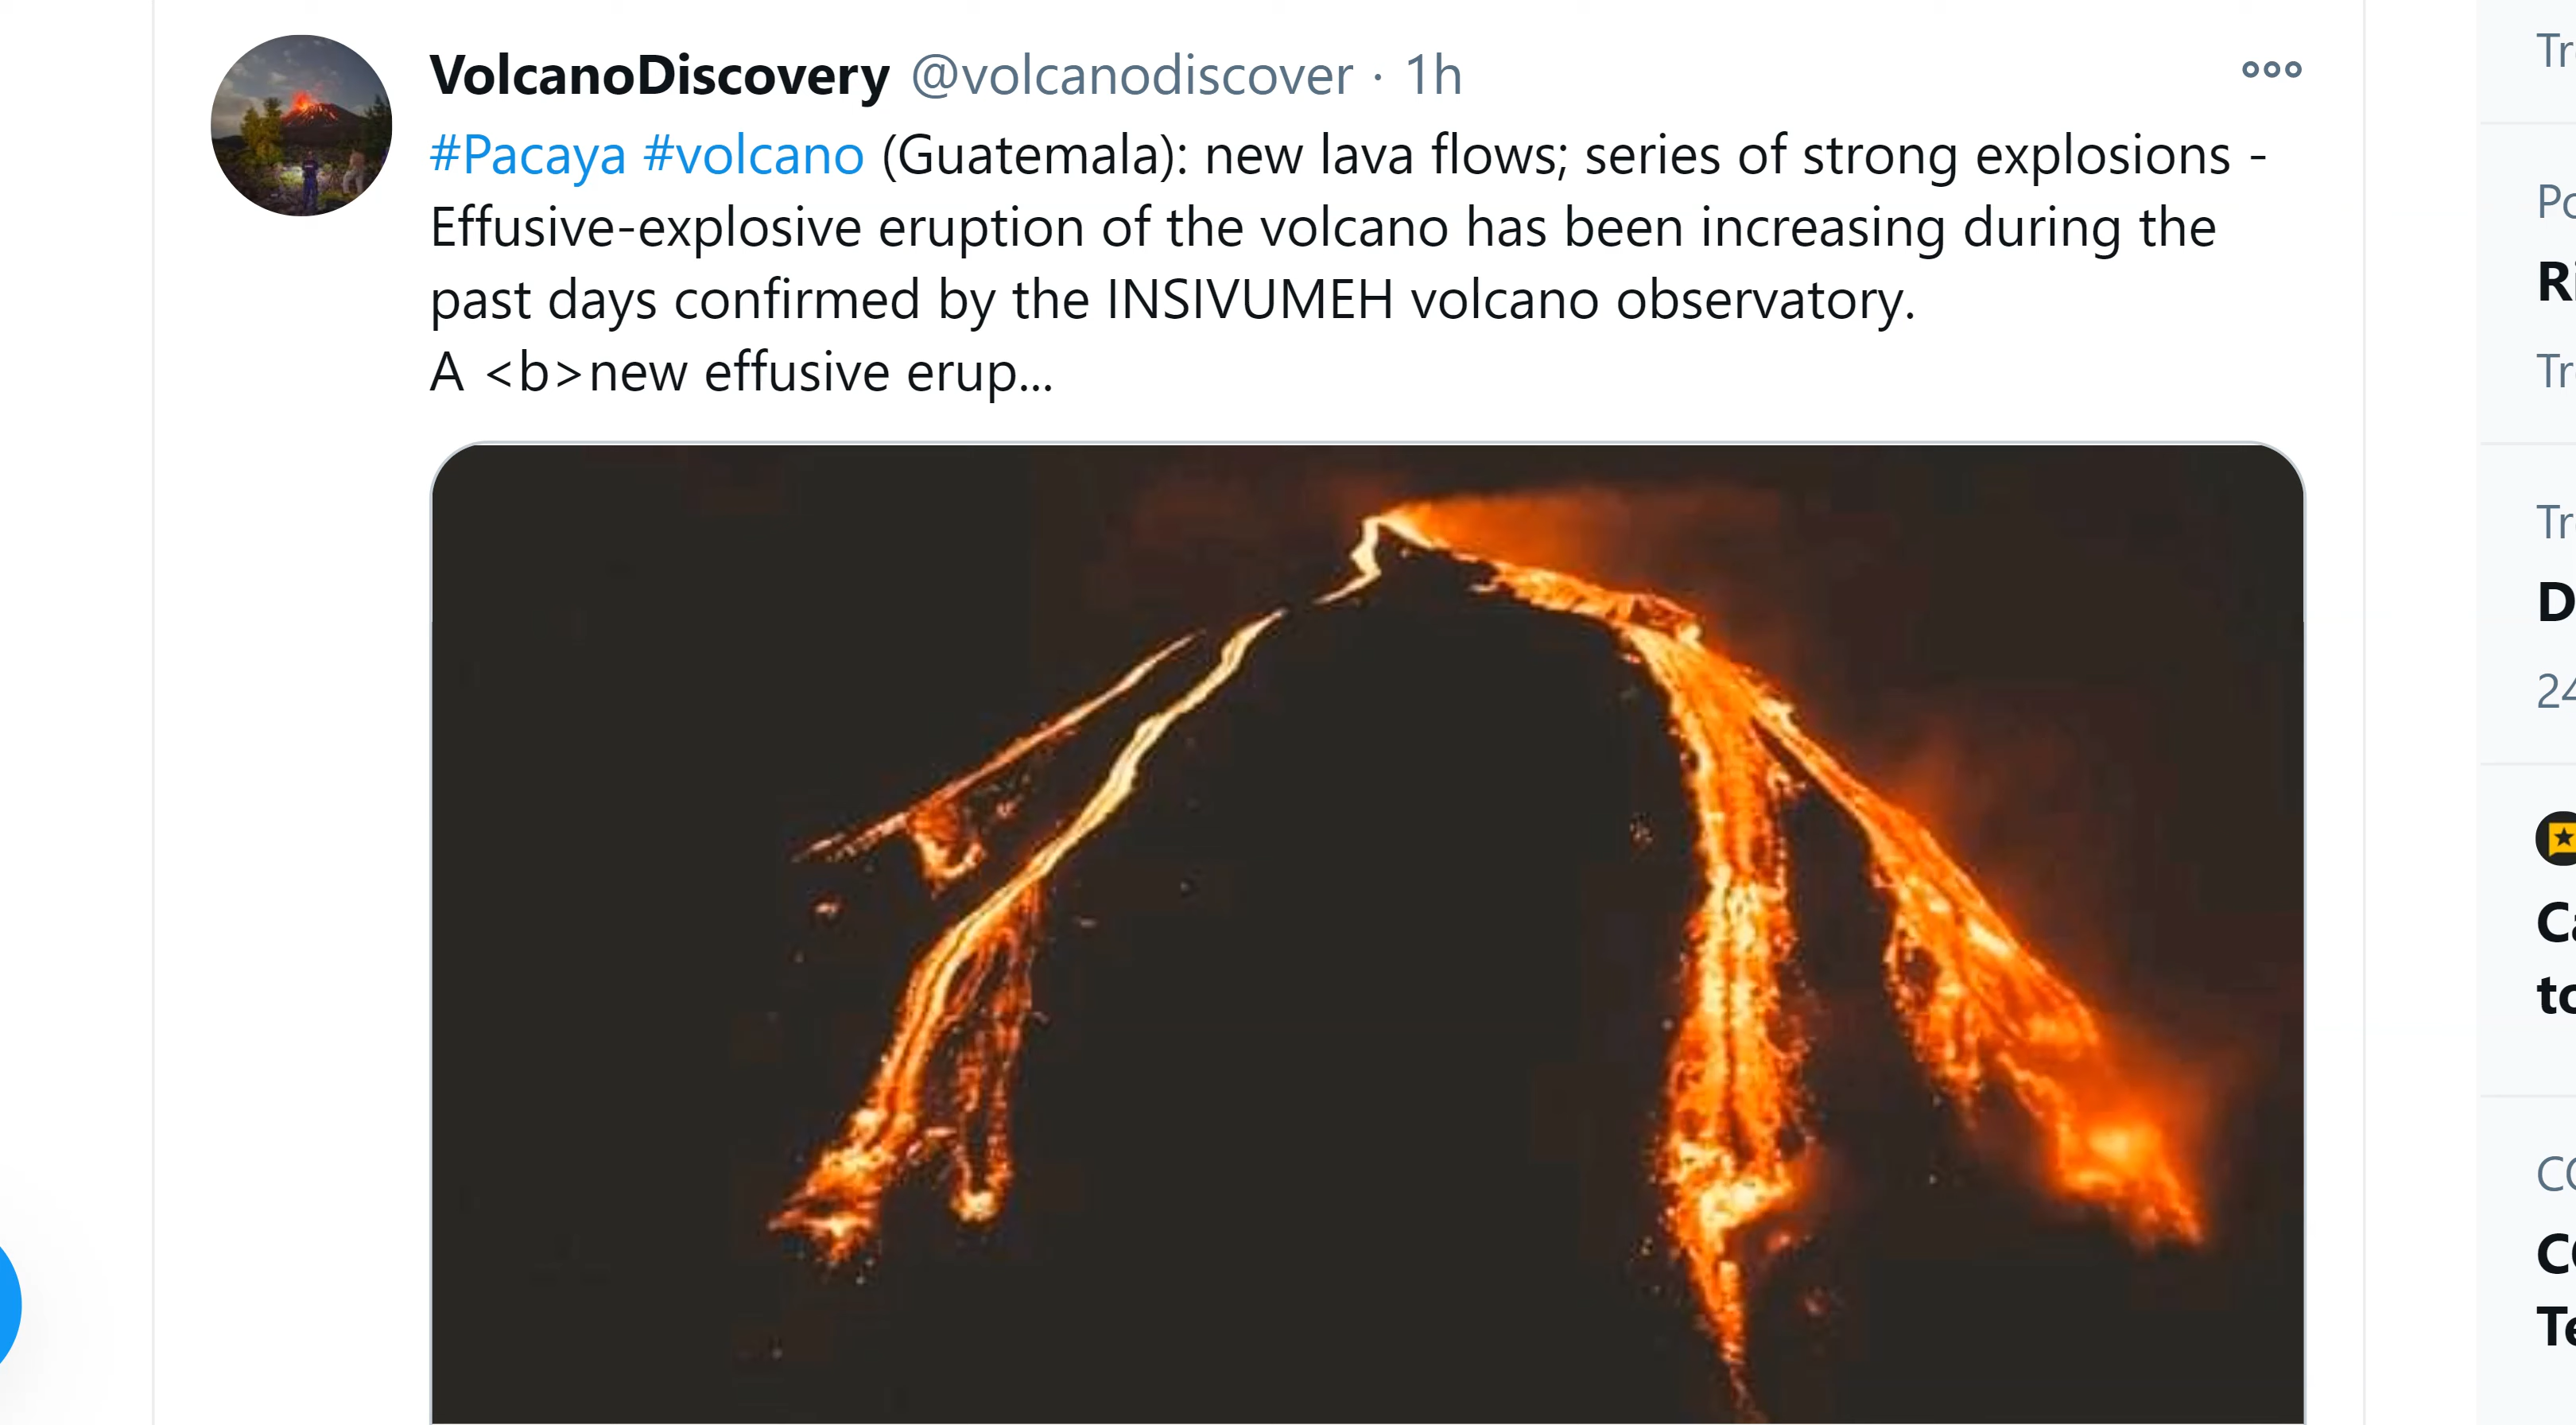 VolcanoDiscovery @volcanodiscover · 1h
#Pacaya #volcano (Guatemala): new lava flows; series of strong explosions -
Effusive-explosive eruption of the volcano has been increasing during the
past days confirmed by the INSIVUMEH volcano observatory.
A <b>new effusive erup...